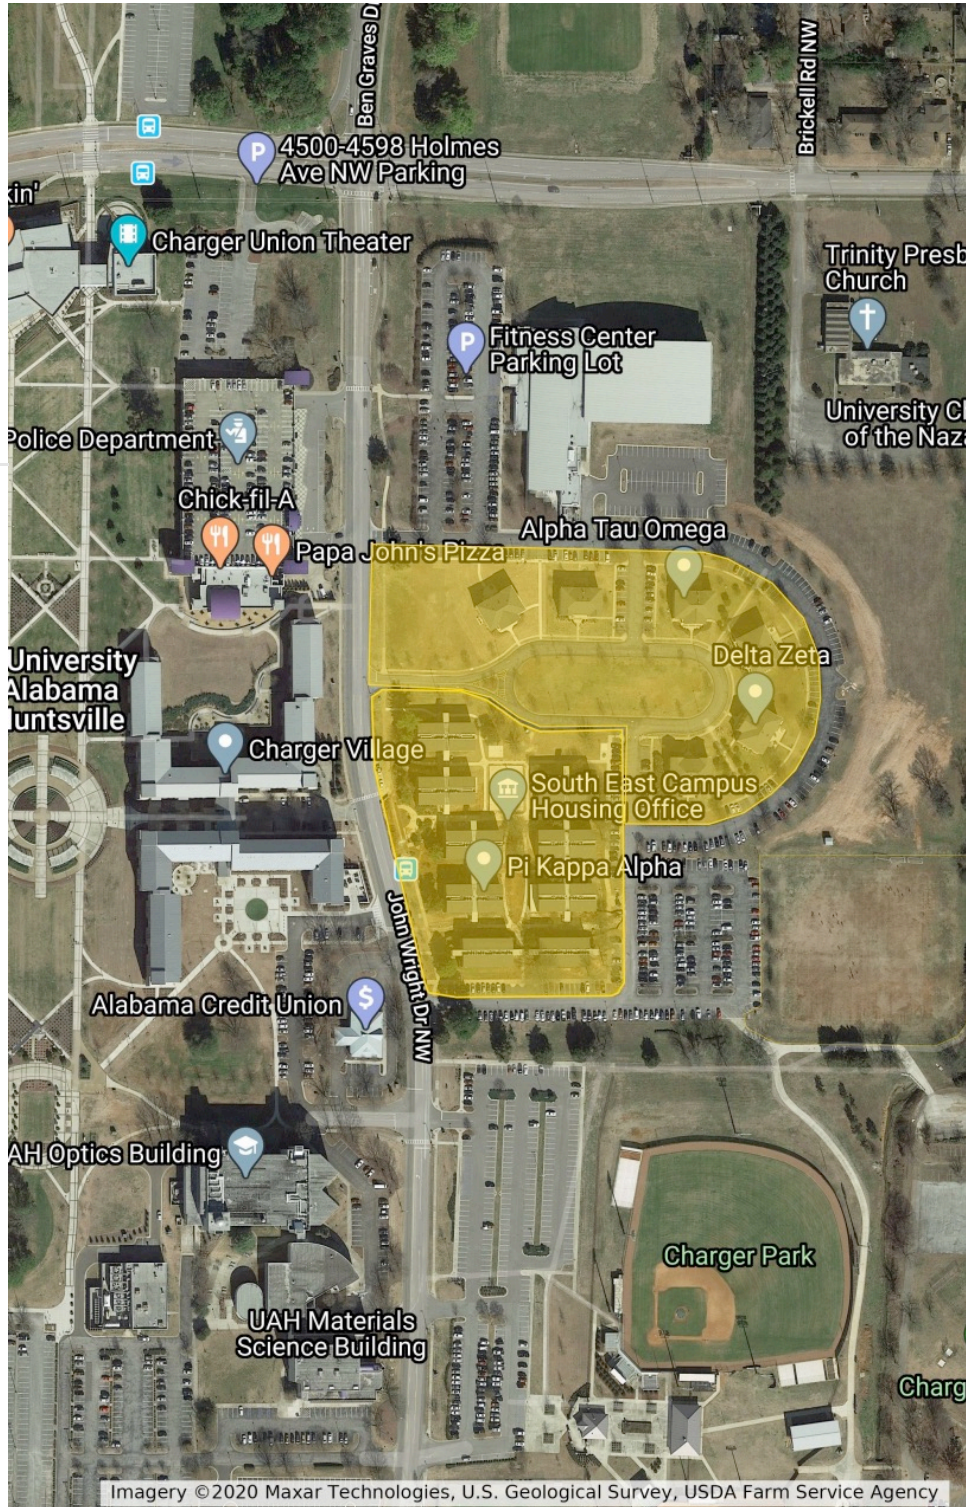 Ben Graves D
Brickell Rd NW
P
4500-4598 Holmes
Ave NW Parking
kin'
Charger Union Theater
Trinity Presb
Church
P
Fitness Center
Parking Lot
University Cl
of the Naza
Police Department
Chick-fil-A
Papa John's Pizza
Alpha Tau Omega
University
Alabama
Huntsville
Delta Zeta
Charger Village
South East Campus
Housing Office
Pi Kappa Alpha
John Wright Dr NW
Alabama Credit Union
$
AH Optics Building
Charger Park
UAH Materials
Science Building
Charg
Imagery ©2020 Maxar Technologies, U.S. Geological Survey, USDA Farm Service Agency